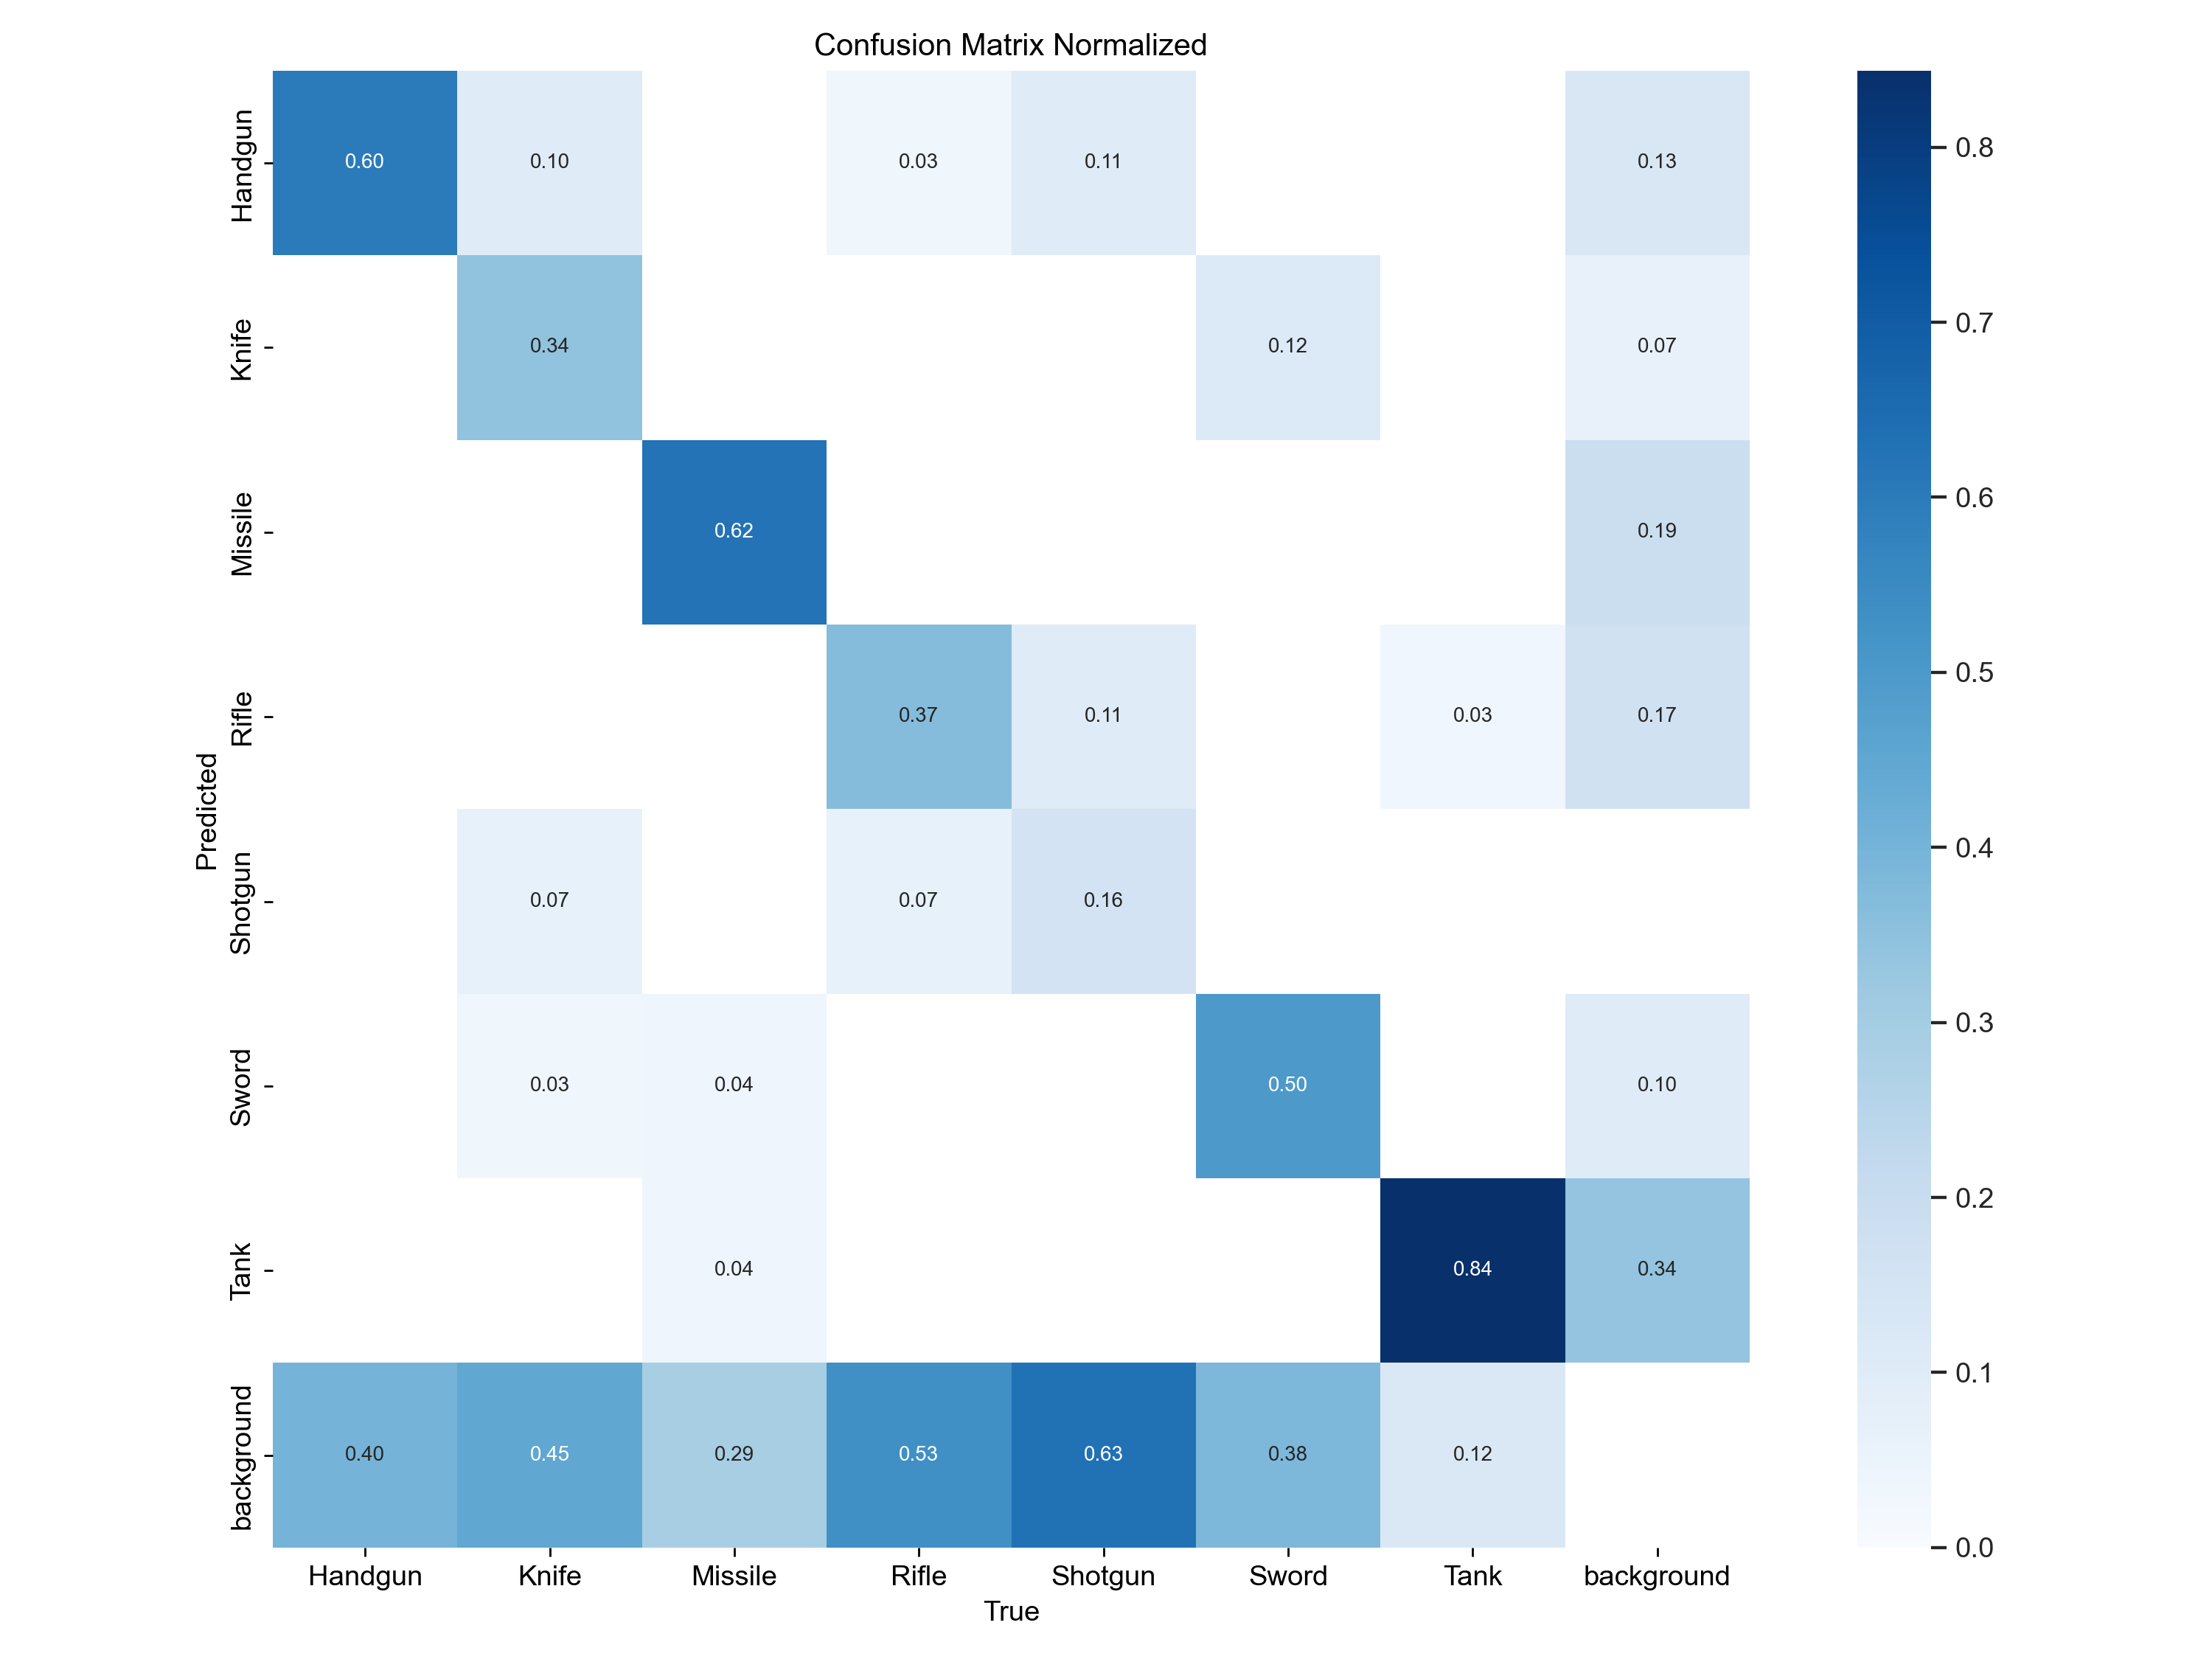 Confusion Matrix Normalized
Handgun
0.60
0.10
0.03
0.11
0.13
Knife
0.34
0.12
0.07
Missile
0.62
0.19
Rifle
0.37
0.11
0.03
0.17
Predicted
Shotgun
0.07
0.07
0.16
Sword
0.03
0.04
0.50
0.10
Tank
0.04
0.84
0.34
background
0.40
0.45
0.29
0.53
0.63
0.38
0.12
Handgun
Knife
Missile
Rifle
Shotgun
Sword
Tank
background
True
0.8
0.7
0.6
0.5
0.4
0.3
0.2
0.1
0.0